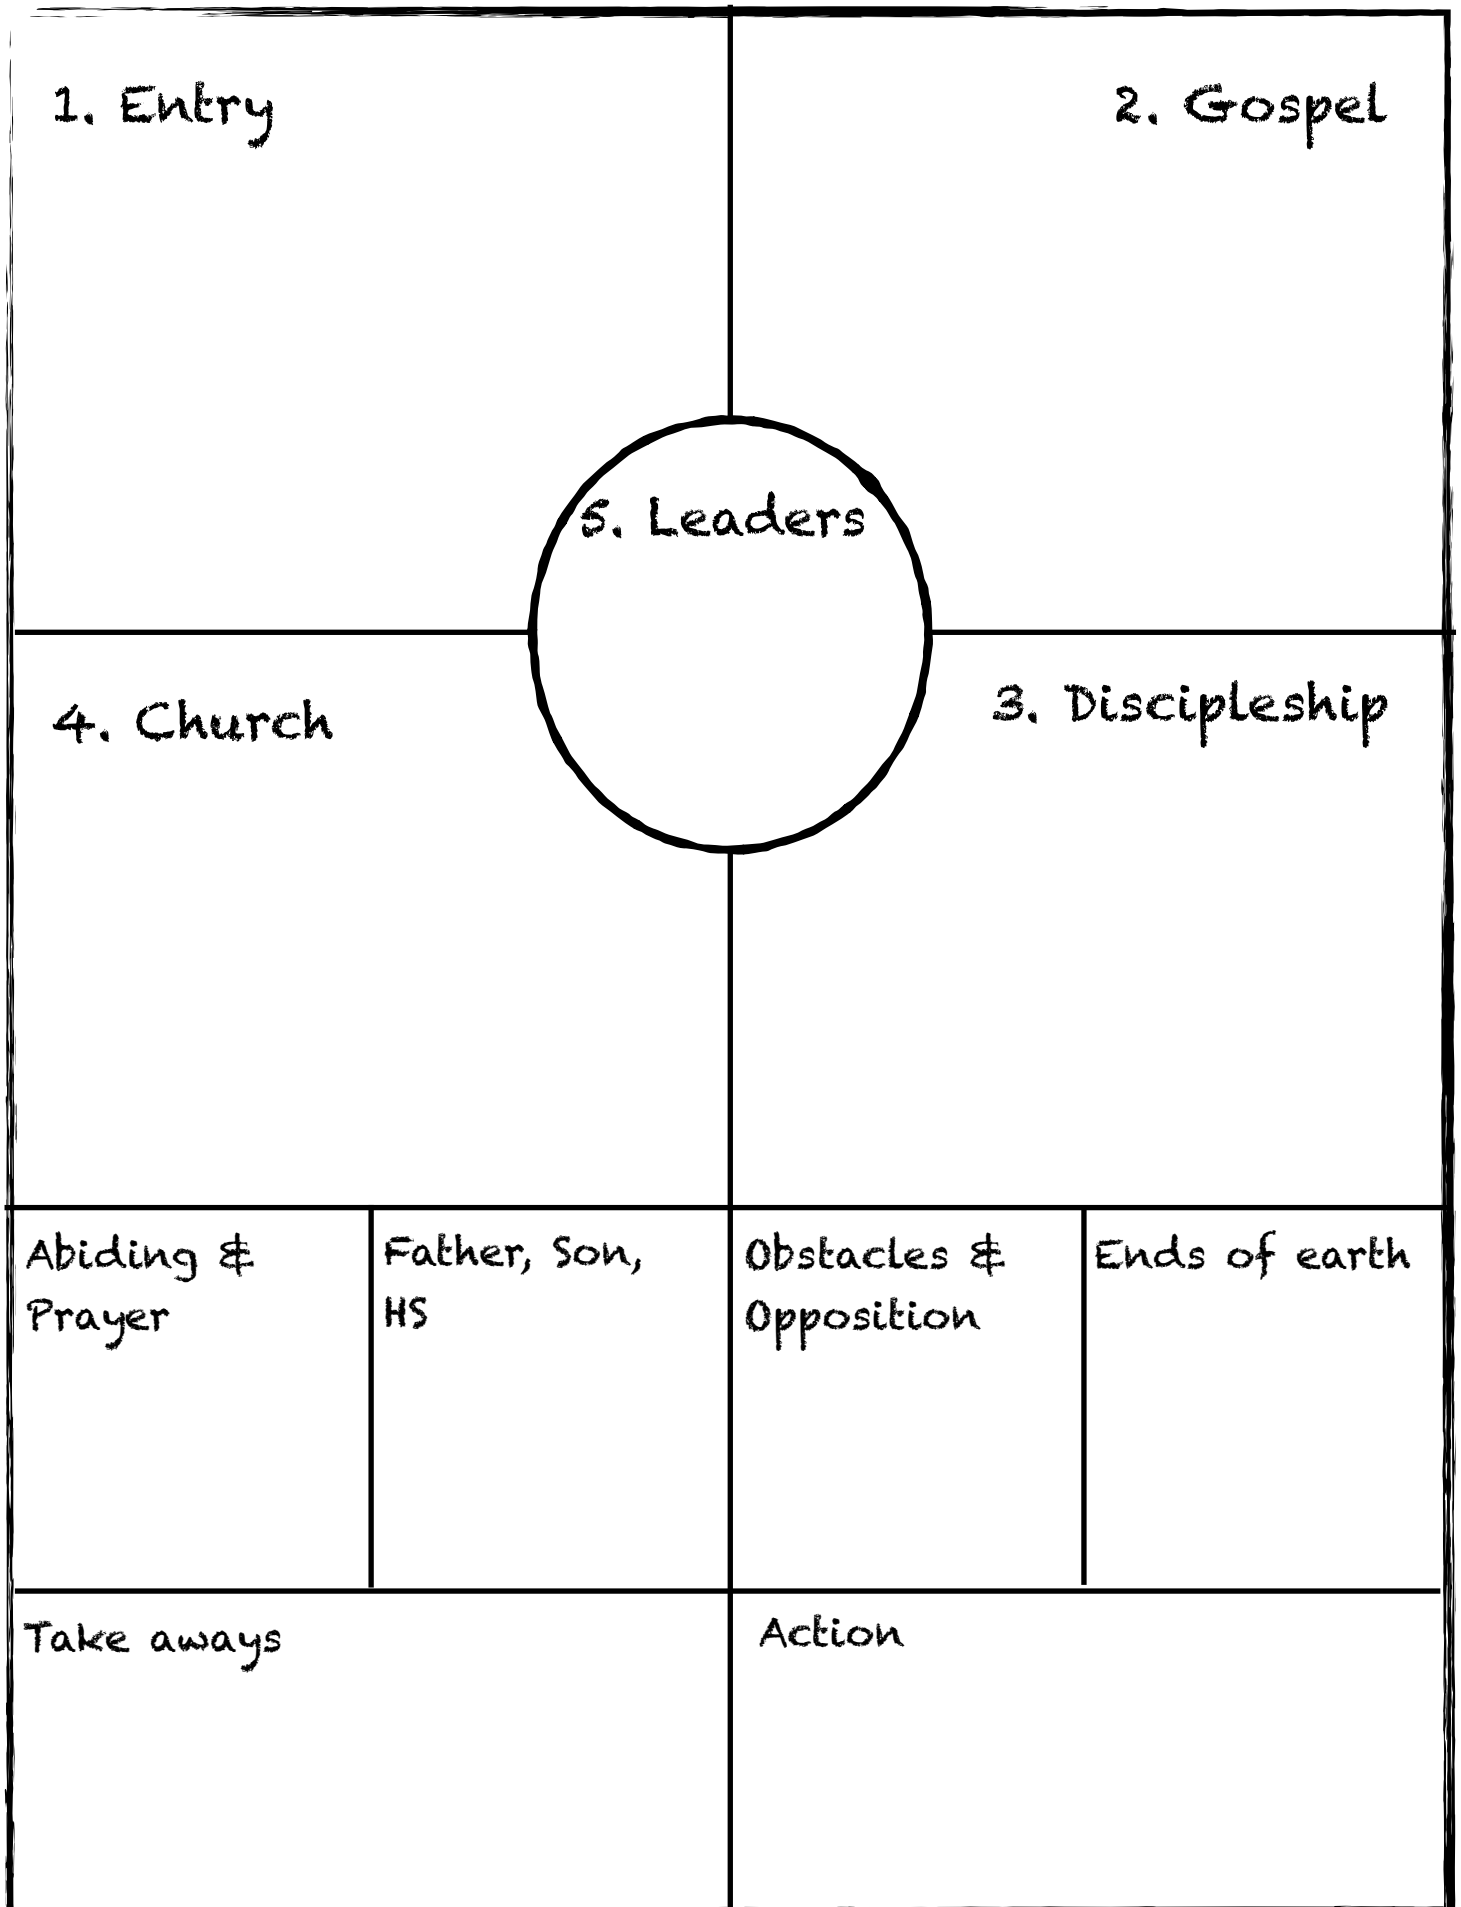 1. Entry
2. Gospel
5. Leaders
4. Church
3. Discipleship
Abiding &
Prayer
Father, Son,
HS
Obstacles &
Opposition
Ends of earth
Take aways
Action